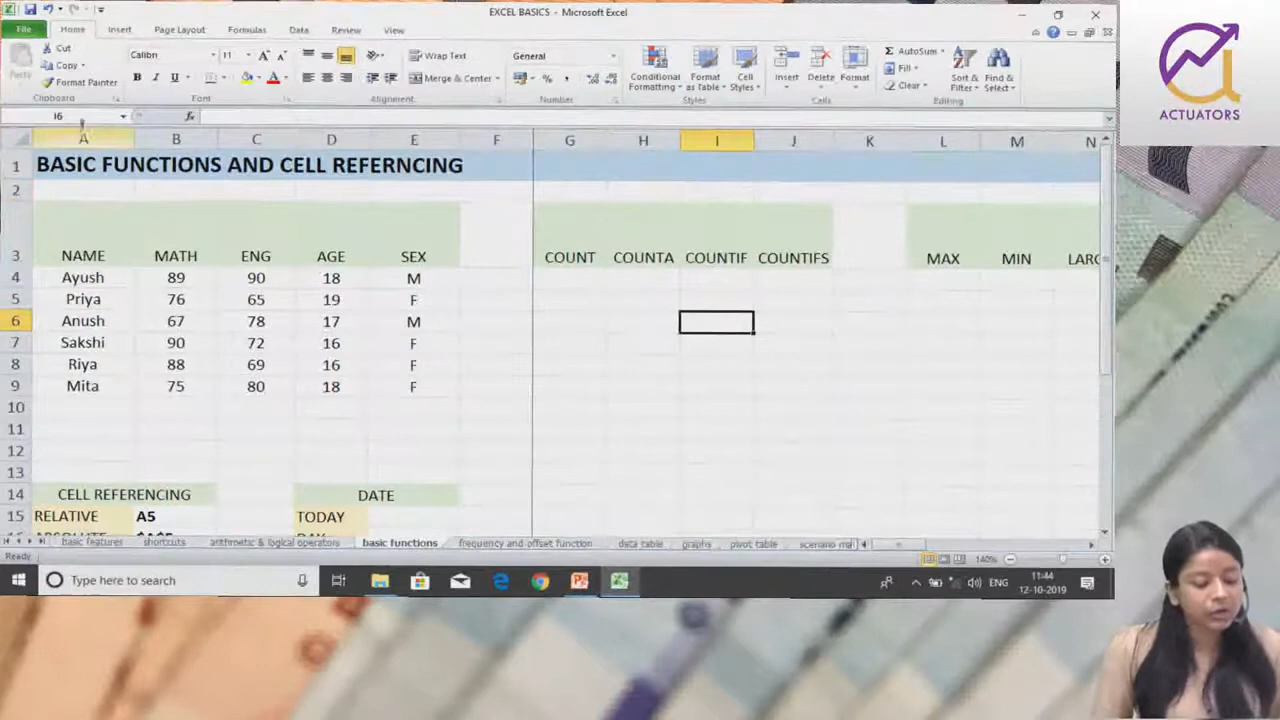 EXCEL BASICS - Microsoft Excel
File Home Insert Page Layout Formulas Data Review View
Cut
Copy
Format Painter
Paste
Clipboard
Calibri 11
B I U A
Font
Wrap Text
Merge & Center
Alignment
General
%
Number
Conditional Formatting
Format as Table
Cell Styles
Styles
Insert Delete Format
Cells
AutoSum
Fill
Clear
Sort & Filter
Find & Select
Editing
I6 fx
A B C D E F G H I J K L M N
1 BASIC FUNCTIONS AND CELL REFERNCING
2
3 NAME MATH ENG AGE SEX COUNT COUNTA COUNTIF COUNTIFS MAX MIN
4 Ayush 89 90 18 M
5 Priya 76 65 19 F
6 Anush 67 78 17 M
7 Sakshi 90 72 16 F
8 Riya 88 69 16 F
9 Mita 75 80 18 F
10
11
12
13
14 CELL REFERENCING DATE
15 RELATIVE A5 TODAY
basic features shortcuts arithmetic & logical operators basic functions frequency and offset function data table graphs pivot table
Ready 140%
Type here to search
ENG
11:44
12-10-2019
ACTUATORS